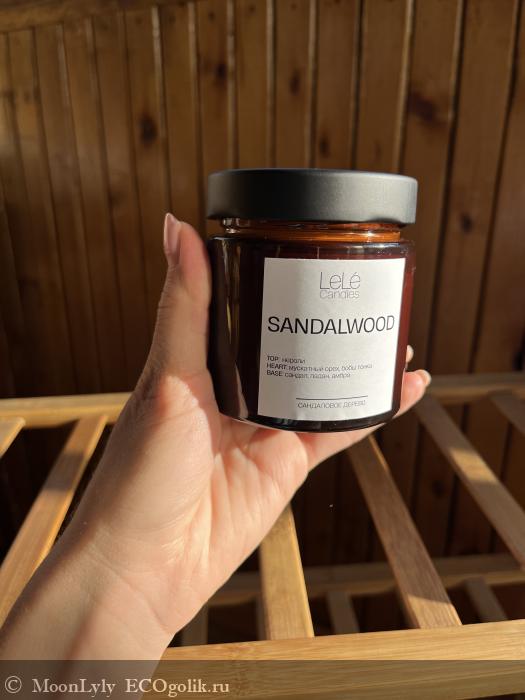 LeLé
Candles
SANDALWOOD
TOP: нероли
HEART: мускатный орех, бобы тонка
BASE: сандал, ладан, амбра
САНДАЛОВОЕ ДЕРЕВО
© MoonLyly ECOgolik.ru